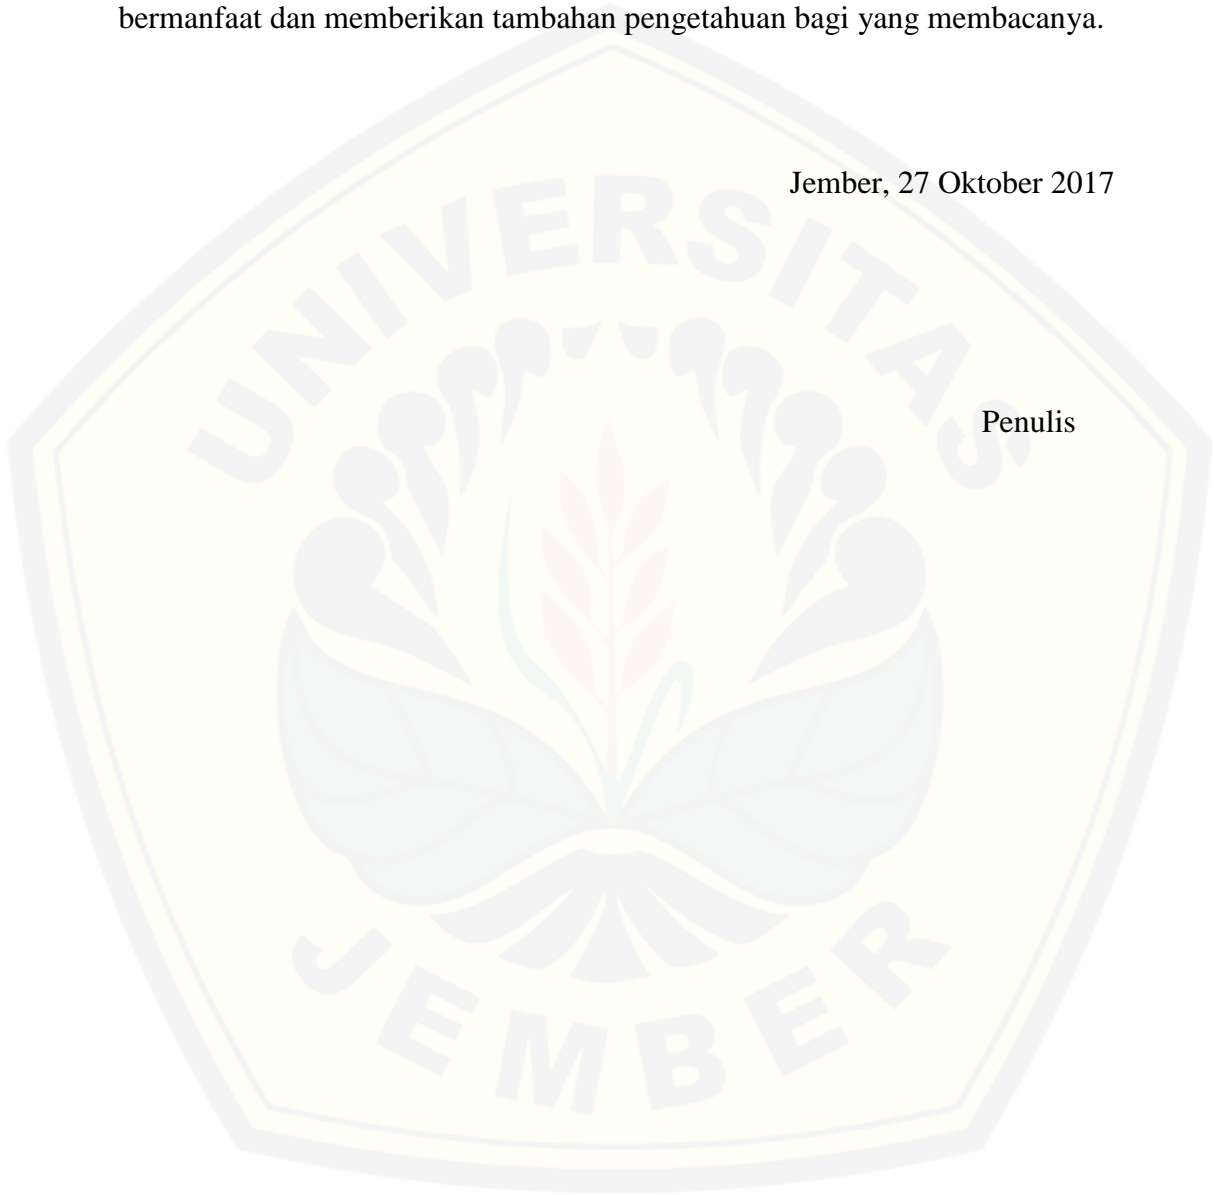 bermanfaat dan memberikan tambahan pengetahuan bagi yang membacanya.
Jember, 27 Oktober 2017
UNIVERSITAS
Penulis
JEMBER